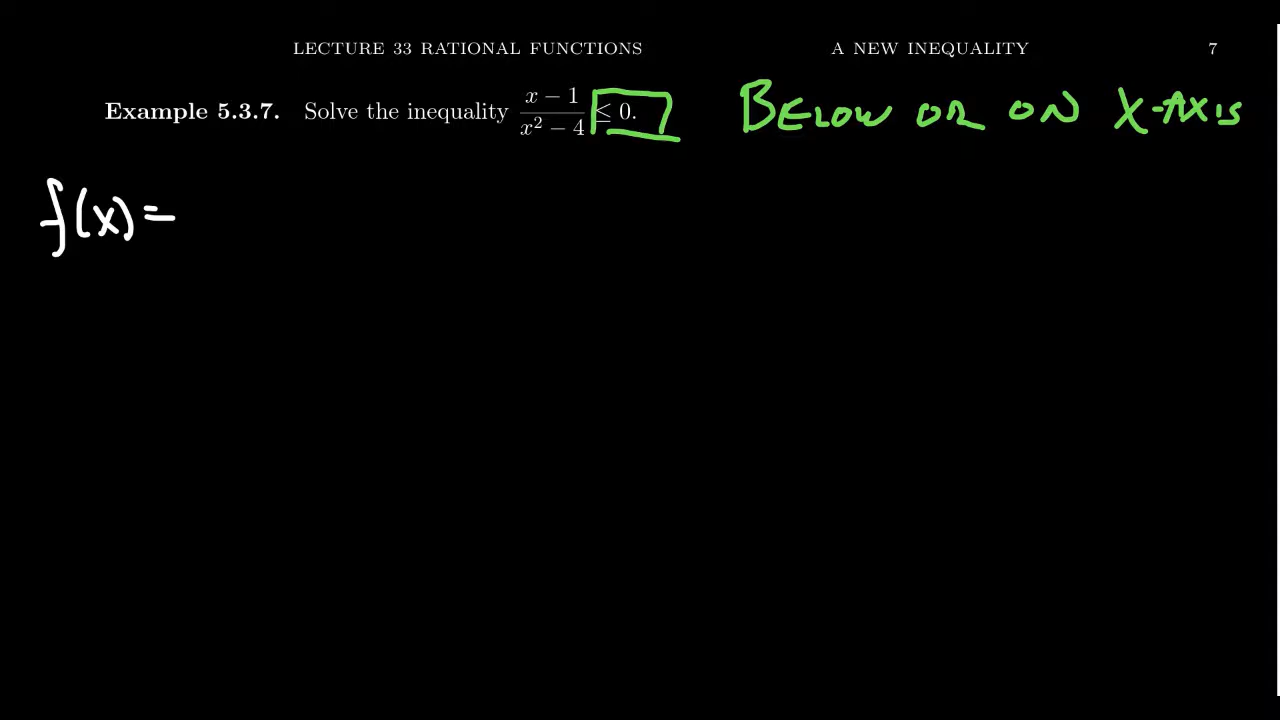 LECTURE 33 RATIONAL FUNCTIONS A NEW INEQUALITY 7
Example 5.3.7. Solve the inequality (x − 1)/(x² − 4) ≤ 0. BELOW OR ON X-AXIS
f(x)=